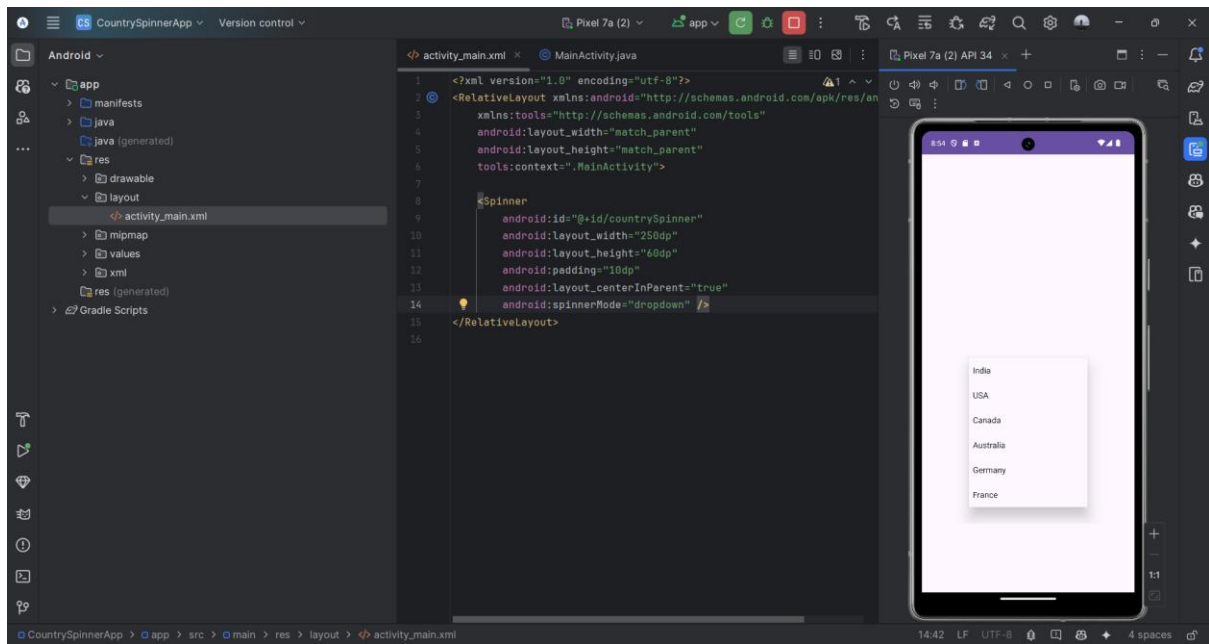 CS CountrySpinnerApp Version control
Pixel 7a (2) app
Android
app
manifests
java
java (generated)
res
drawable
layout
activity_main.xml
mipmap
values
xml
res (generated)
Gradle Scripts
activity_main.xml MainActivity.java
1 <?xml version="1.0" encoding="utf-8"?>
2 <RelativeLayout xmlns:android="http://schemas.android.com/apk/res/an
3 xmlns:tools="http://schemas.android.com/tools"
4 android:layout_width="match_parent"
5 android:layout_height="match_parent"
6 tools:context=".MainActivity">
7
8 <Spinner
9 android:id="@+id/countrySpinner"
10 android:layout_width="250dp"
11 android:layout_height="60dp"
12 android:padding="10dp"
13 android:layout_centerInParent="true"
14 android:spinnerMode="dropdown" />
15 </RelativeLayout>
16
1
Pixel 7a (2) API 34
8:54
India
USA
Canada
Australia
Germany
France
1:1
CountrySpinnerApp > app > src > main > res > layout > activity_main.xml
14:42 LF UTF-8 4 spaces